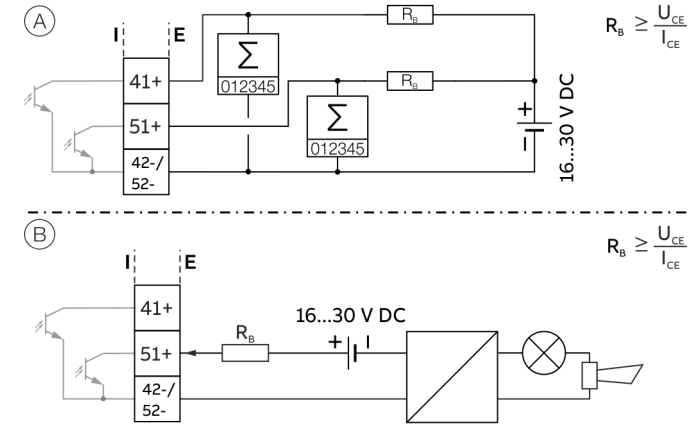 A
I E
41+
51+
42-/
52-
Σ
012345
Σ
012345
R_B
R_B
+
–
16...30 V DC
R_B ≥ U_CE
I_CE
B
I E
41+
51+
42-/
52-
R_B
16...30 V DC
+ –
R_B ≥ U_CE
I_CE